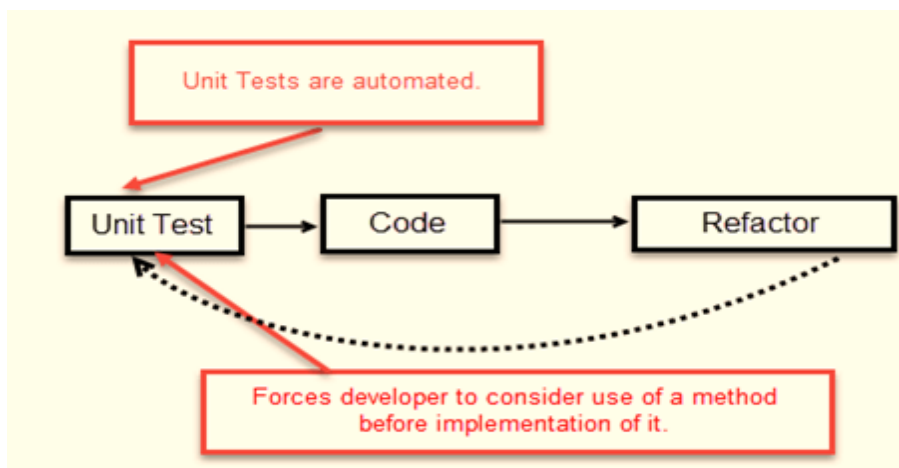 Unit Tests are automated.
Unit Test
Code
Refactor
Forces developer to consider use of a method
before implementation of it.